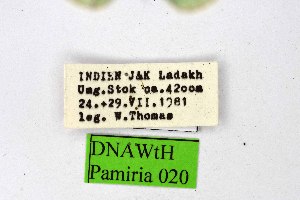 INDIEN J&K Ladakh
Umg.Stok ca.4200m
24.+29.VII.1981
leg. W.Thomas
DNAWtH
Pamiria 020